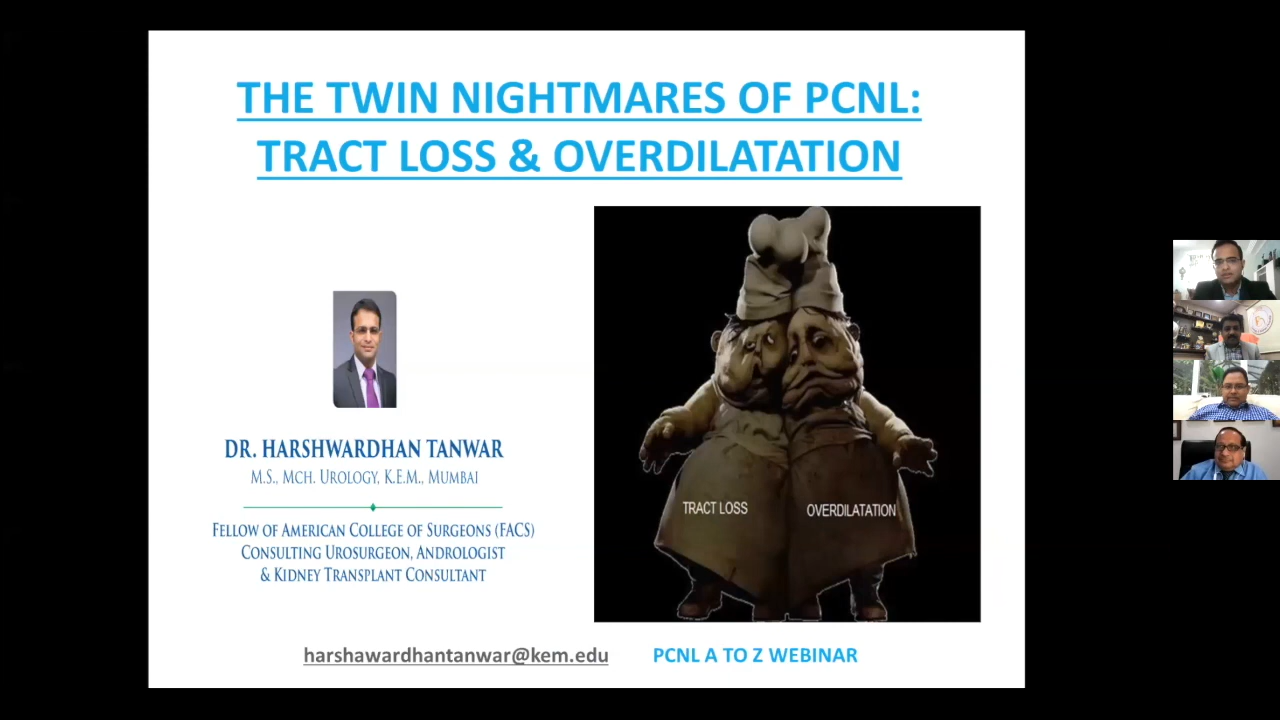 THE TWIN NIGHTMARES OF PCNL:
TRACT LOSS & OVERDILATATION
DR. HARSHWARDHAN TANWAR
M.S., MCH. UROLOGY, K.E.M., MUMBAI
FELLOW OF AMERICAN COLLEGE OF SURGEONS (FACS)
CONSULTING UROSURGEON, ANDROLOGIST
& KIDNEY TRANSPLANT CONSULTANT
TRACT LOSS
OVERDILATATION
harshawardhantanwar@kem.edu
PCNL A TO Z WEBINAR